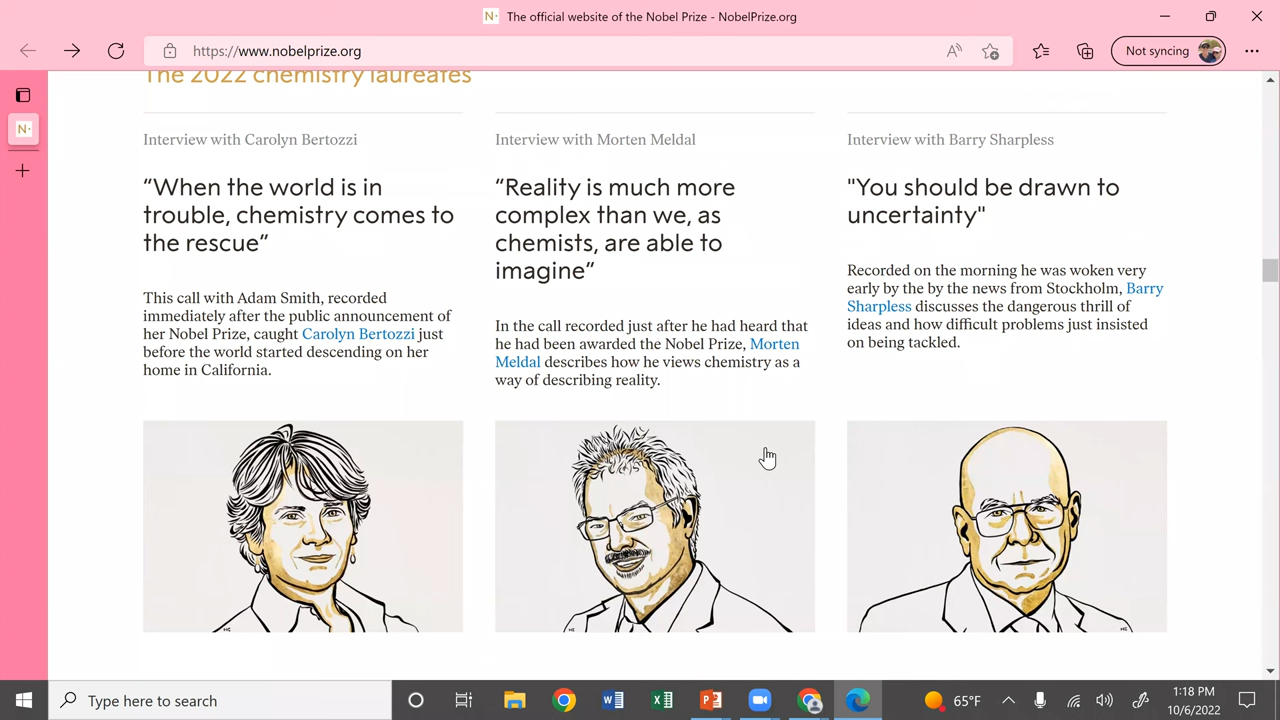 The official website of the Nobel Prize - NobelPrize.org
https://www.nobelprize.org
Not syncing
The 2022 chemistry laureates
Interview with Carolyn Bertozzi
“When the world is in
trouble, chemistry comes to
the rescue”
This call with Adam Smith, recorded
immediately after the public announcement of
her Nobel Prize, caught Carolyn Bertozzi just
before the world started descending on her
home in California.
Interview with Morten Meldal
“Reality is much more
complex than we, as
chemists, are able to
imagine”
In the call recorded just after he had heard that
he had been awarded the Nobel Prize, Morten
Meldal describes how he views chemistry as a
way of describing reality.
Interview with Barry Sharpless
"You should be drawn to
uncertainty"
Recorded on the morning he was woken very
early by the by the news from Stockholm, Barry
Sharpless discusses the dangerous thrill of
ideas and how difficult problems just insisted
on being tackled.
Type here to search
65°F
1:18 PM
10/6/2022